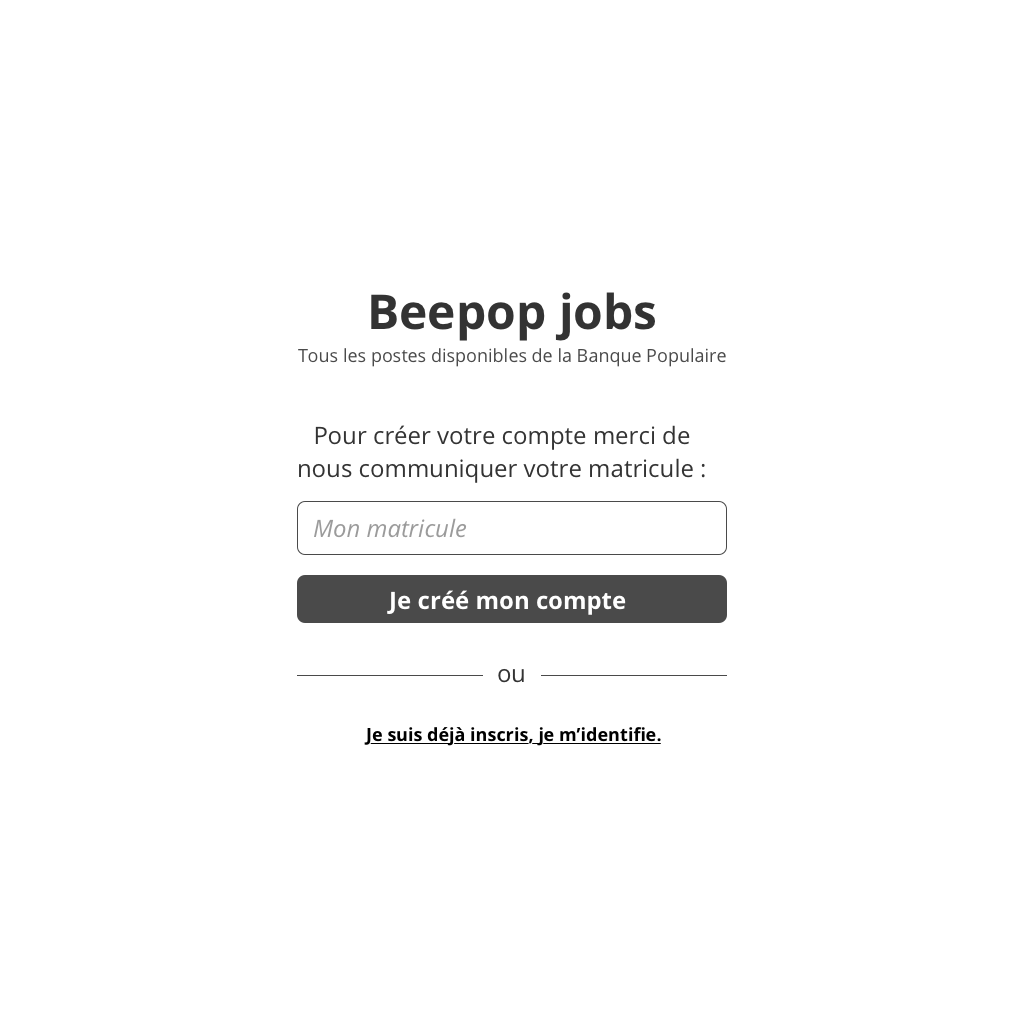 Beepop jobs
Tous les postes disponibles de la Banque Populaire
Pour créer votre compte merci de
nous communiquer votre matricule :
Mon matricule
Je créé mon compte
ou
Je suis déjà inscris, je m’identifie.